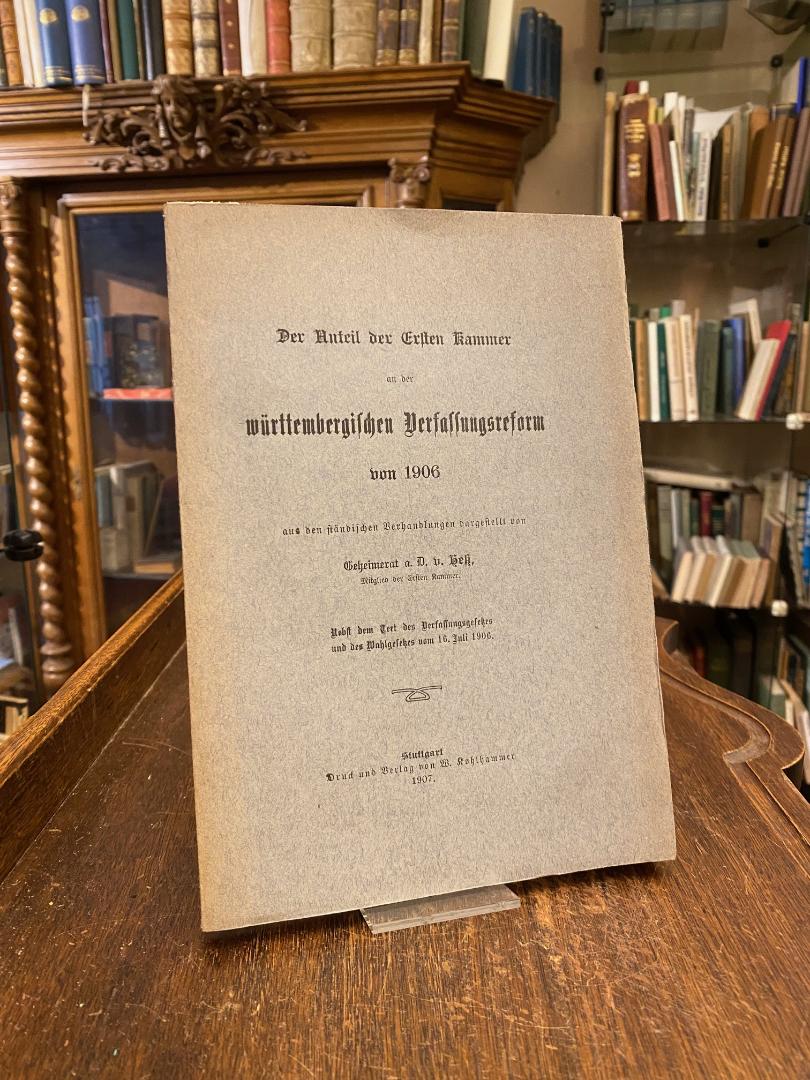 Der Anteil der Ersten Kammer
an der
württembergischen Verfassungsreform
von 1906
aus den ständischen Verhandlungen dargestellt von
Geheimerat a. D. v. Heß,
Mitglied der Ersten Kammer.
Nebst dem Text des Verfassungsgesetzes
und des Wahlgesetzes vom 16. Juli 1906.
Stuttgart
Druck und Verlag von W. Kohlhammer
1907.